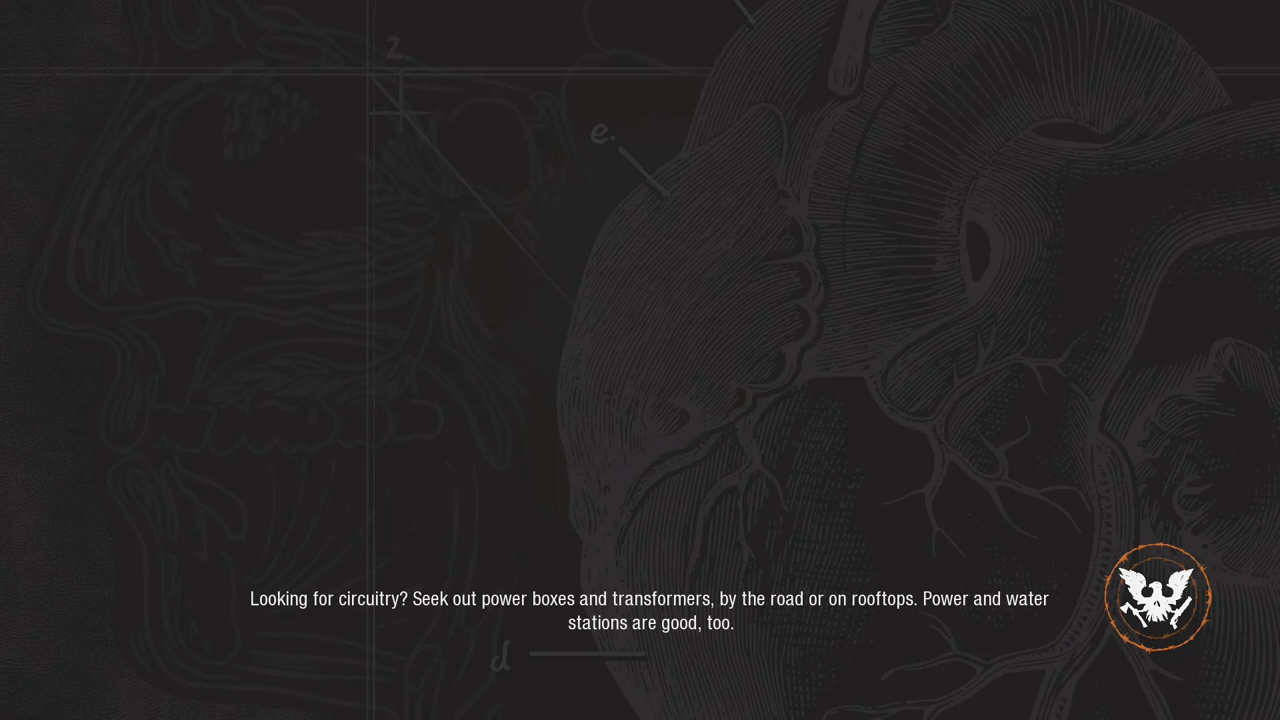 2.
e.
Looking for circuitry? Seek out power boxes and transformers, by the road or on rooftops. Power and water
stations are good, too.
d